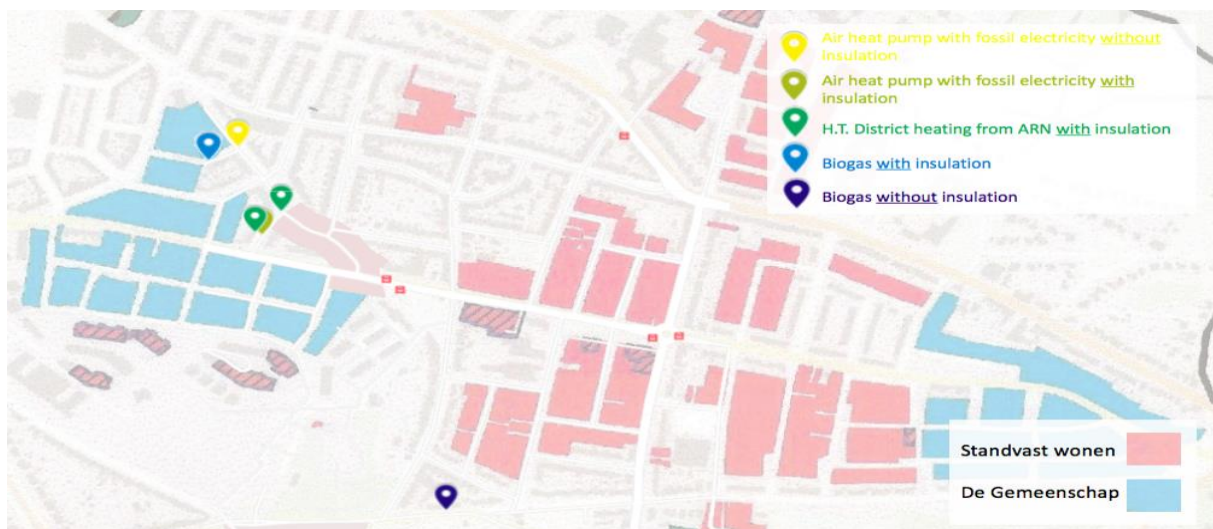 Air heat pump with fossil electricity without
insulation
Air heat pump with fossil electricity with
insulation
H.T. District heating from ARN with insulation
Biogas with insulation
Biogas without insulation
Standvast wonen
De Gemeenschap